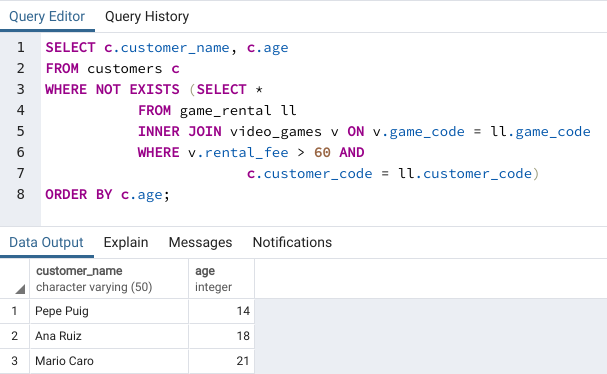 Query Editor Query History
1 SELECT c.customer_name, c.age
2 FROM customers c
3 WHERE NOT EXISTS (SELECT *
4 FROM game_rental ll
5 INNER JOIN video_games v ON v.game_code = ll.game_code
6 WHERE v.rental_fee > 60 AND
7 c.customer_code = ll.customer_code)
8 ORDER BY c.age;
Data Output Explain Messages Notifications
customer_name age
character varying (50) integer
1 Pepe Puig 14
2 Ana Ruiz 18
3 Mario Caro 21